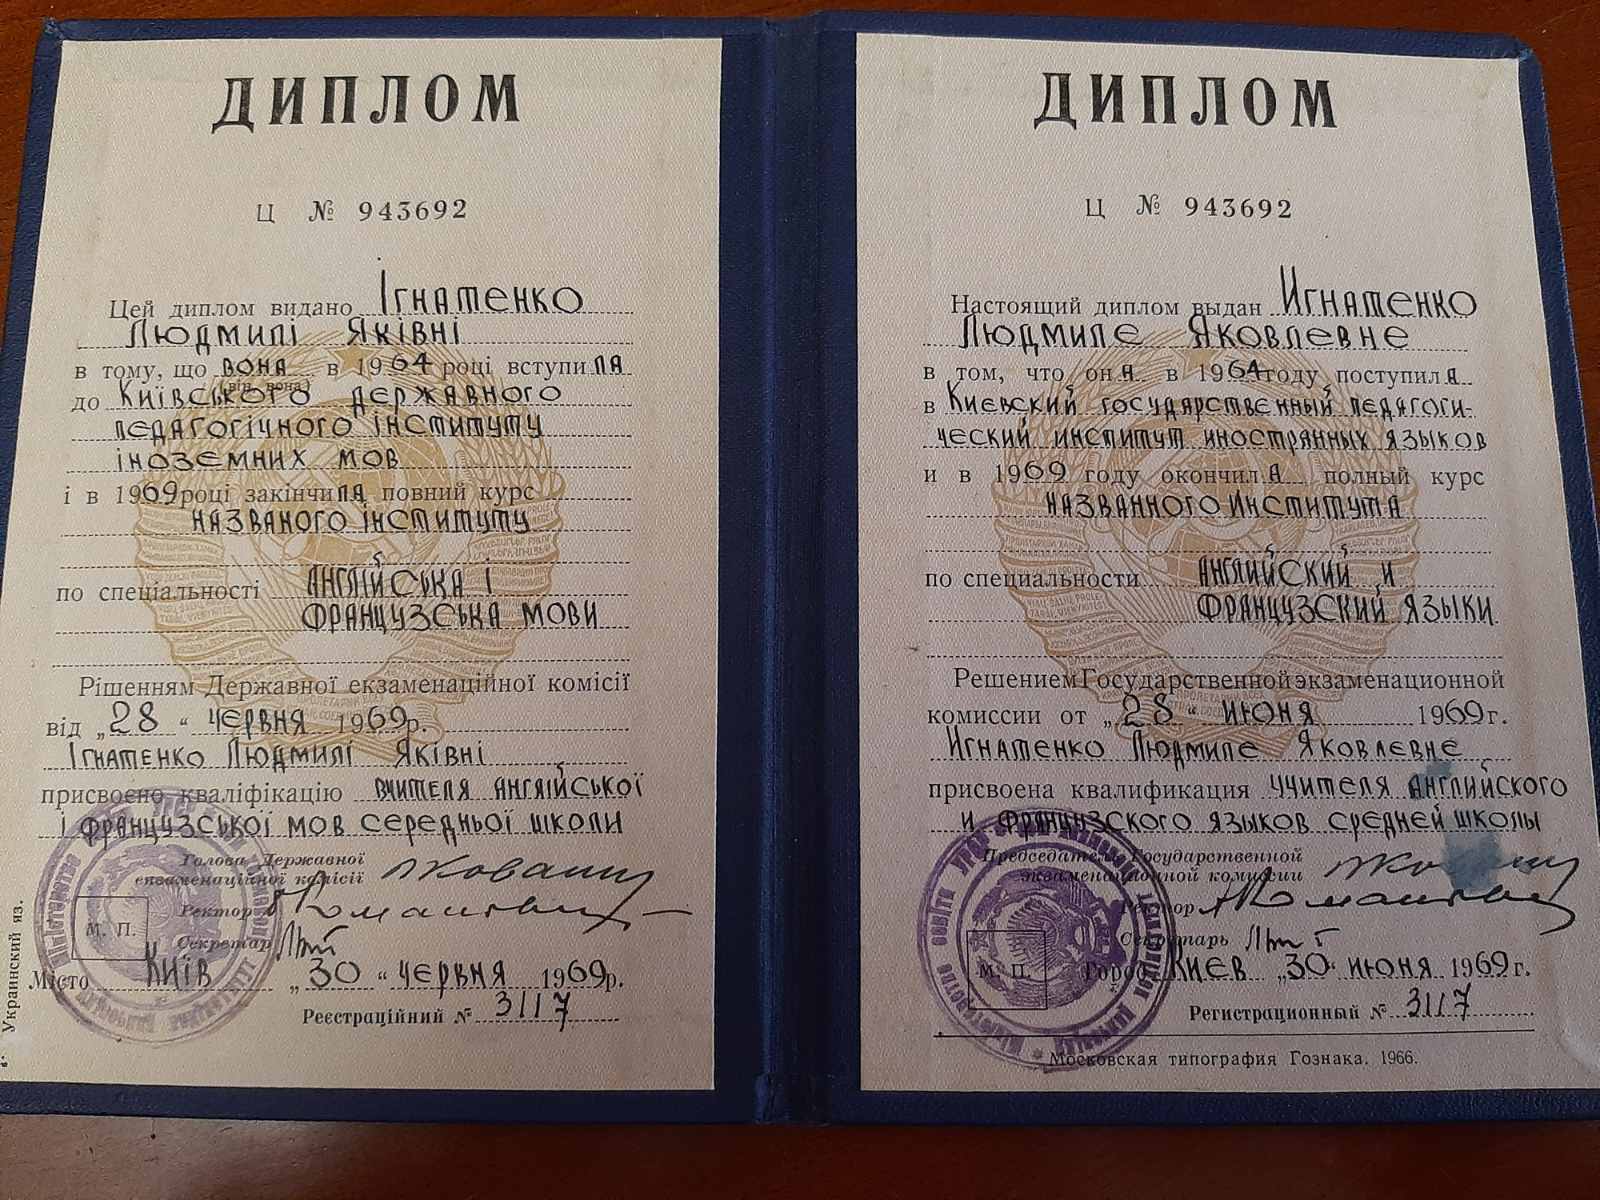 ДИПЛОМ
Ц № 943692
Цей диплом видано Ігнатенко
Людмилі Яківні
в тому, що вона в 1964 році вступила
(він, вона)
до Київського державного
педагогічного інституту
іноземних мов
і в 1969 році закінчила повний курс
названого інституту
по спеціальності англійська і
французська мови
Рішенням Державної екзаменаційної комісії
від „28“ червня 1969 р.
Ігнатенко Людмилі Яківні
присвоєно кваліфікацію вчителя англійської
і французської мов середньої школи
Голова Державної
екзаменаційної комісії
Ректор
Секретар
М. П.
Місто Київ „30“ червня 1969 р.
Реєстраційний № 3117
Украинский яз.
ДИПЛОМ
Ц № 943692
Настоящий диплом выдан Игнатенко
Людмиле Яковлевне
в том, что она в 1964 году поступила
в Киевский государственный педагоги-
ческий институт иностранных языков
и в 1969 году окончила полный курс
названного Института
по специальности английский и
французский языки
Решением Государственной экзаменационной
комиссии от „28“ июня 1969 г.
Игнатенко Людмиле Яковлевне
присвоена квалификация учителя английского
и французского языков средней школы
Председатель Государственной
экзаменационной комиссии
Ректор
Секретарь
М. П.
Город Киев „30“ июня 1969 г.
Регистрационный № 3117
Московская типография Гознака. 1966.